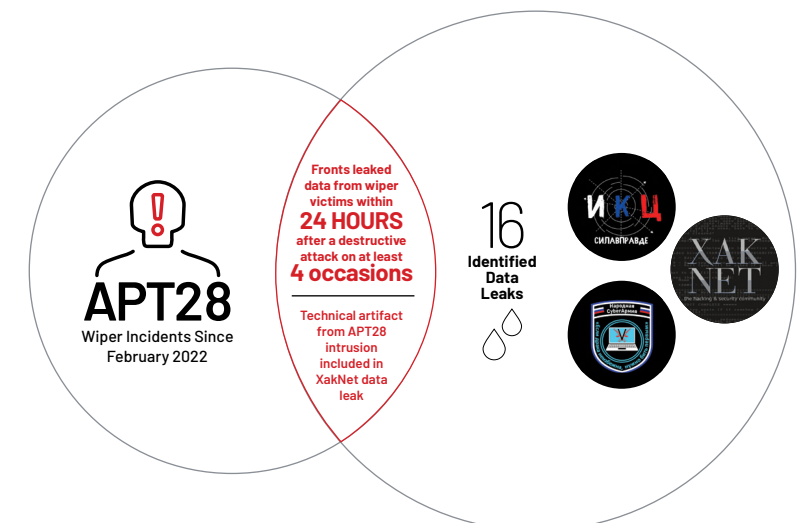 APT28
Wiper Incidents Since
February 2022
Fronts leaked
data from wiper
victims within
24 HOURS
after a destructive
attack on at least
4 occasions
Technical artifact
from APT28
intrusion
included in
XakNet data
leak
16
Identified
Data
Leaks
И К Ц
СИЛАВПРАВДЕ
XAK
NET
the hacking & security community
Народная
CyberАрмия